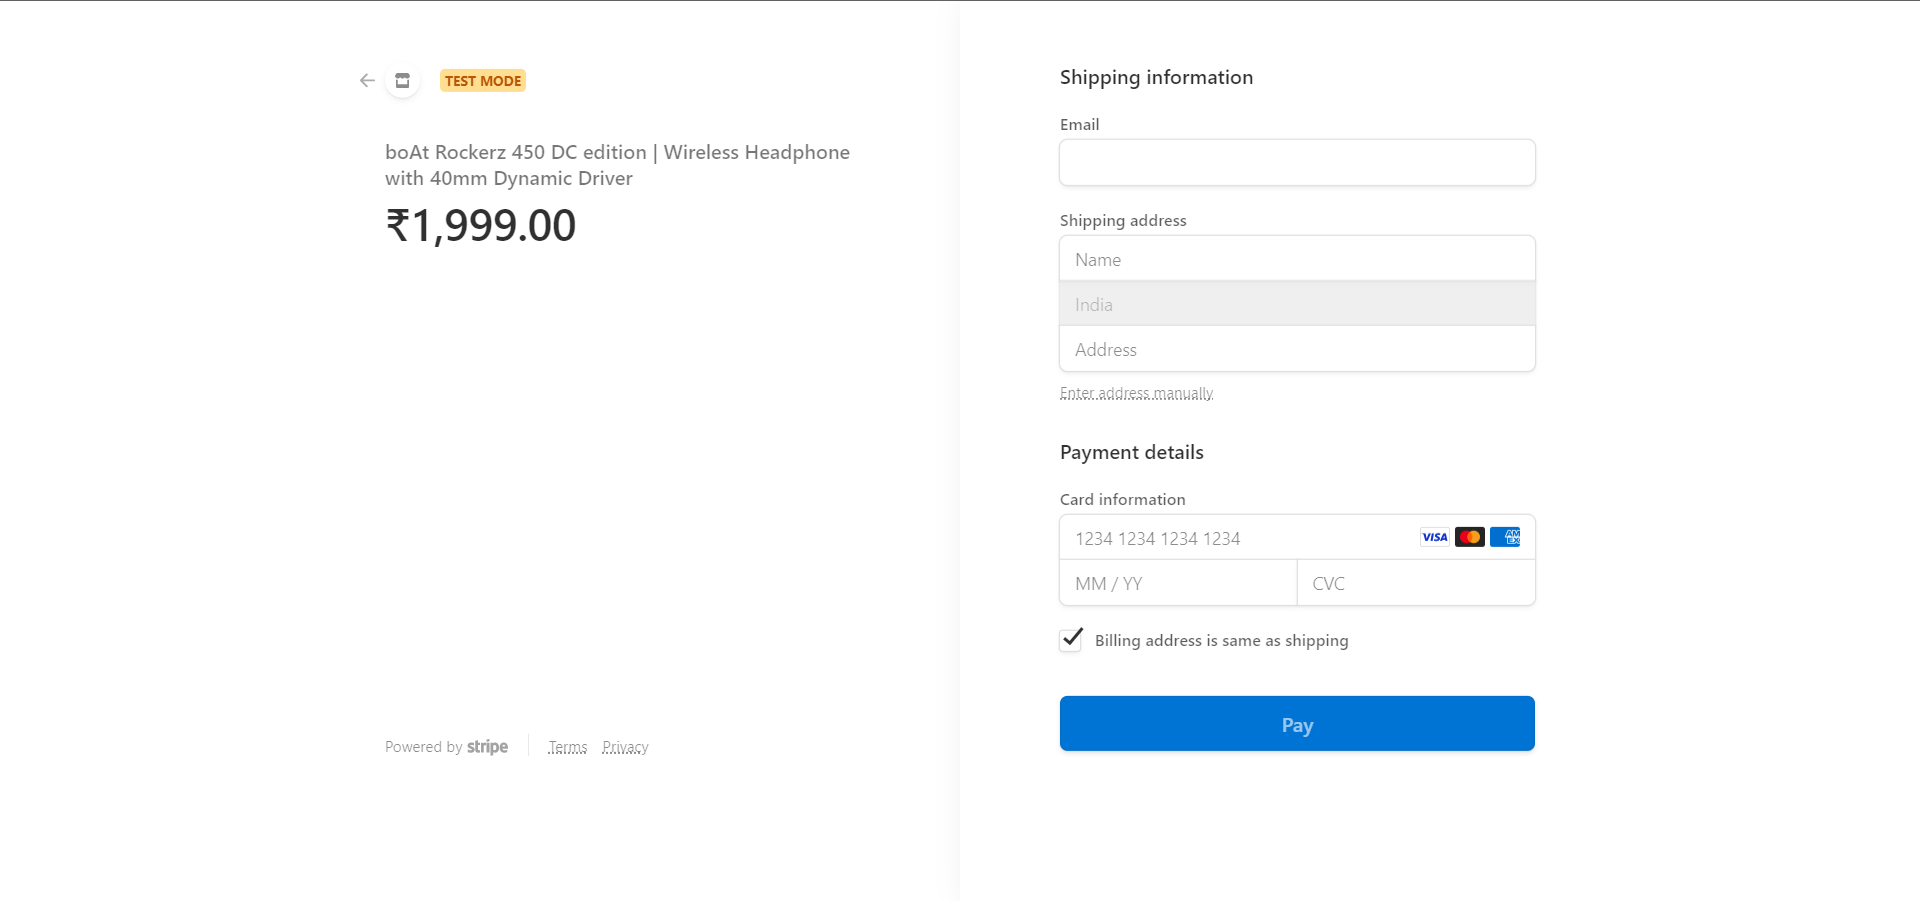 TEST MODE
boAt Rockerz 450 DC edition | Wireless Headphone
with 40mm Dynamic Driver
₹1,999.00
Powered by stripe
Terms
Privacy
Shipping information
Email
Shipping address
Name
India
Address
Enter address manually
Payment details
Card information
1234 1234 1234 1234
VISA
AMEX
MM / YY
CVC
Billing address is same as shipping
Pay